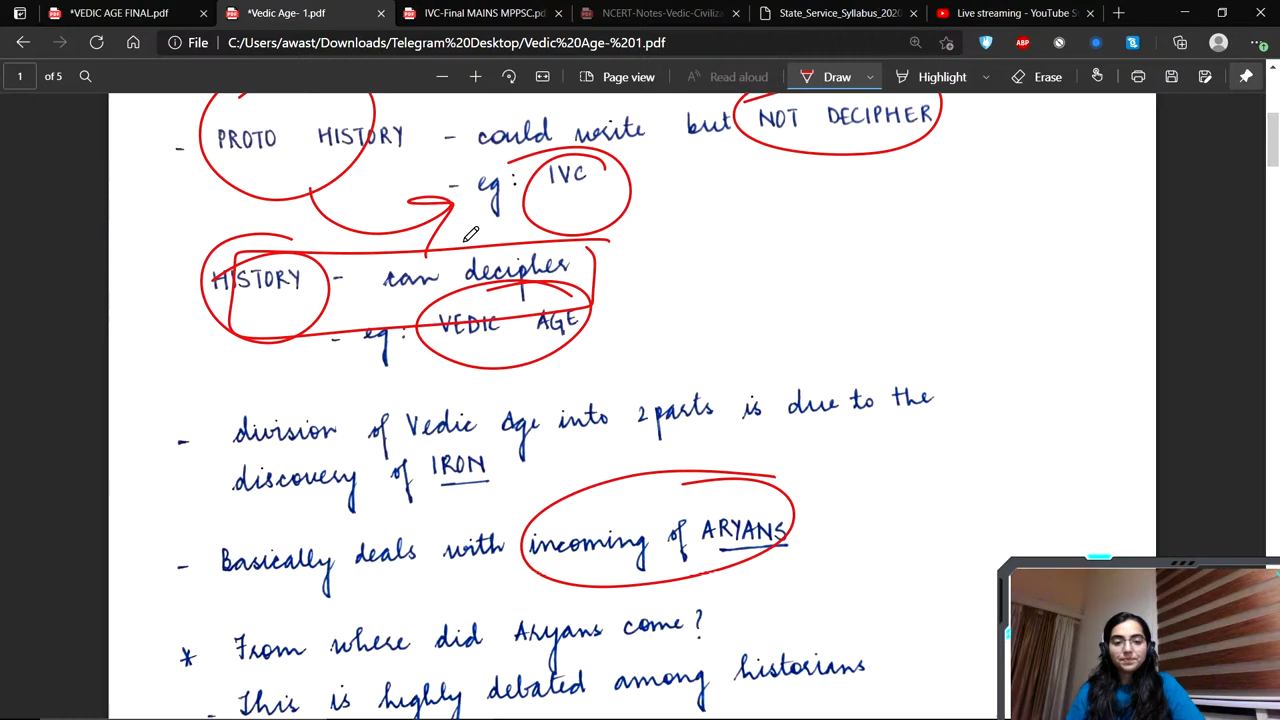 *VEDIC AGE FINAL.pdf
*Vedic Age- 1.pdf
IVC-Final MAINS MPPSC.pd
NCERT-Notes-Vedic-Civiliza
State_Service_Syllabus_2020
Live streaming - YouTube S
File
C:/Users/awast/Downloads/Telegram%20Desktop/Vedic%20Age-%201.pdf
ABP
1 of 5
Page view
Read aloud
Draw
Highlight
Erase
- PROTO HISTORY - could write but NOT DECIPHER
- eg: IVC
HISTORY - can decipher
- eg: VEDIC AGE
- division of Vedic Age into 2 parts is due to the
discovery of IRON
- Basically deals with incoming of ARYANS
* From where did Aryans come?
- This is highly debated among historians